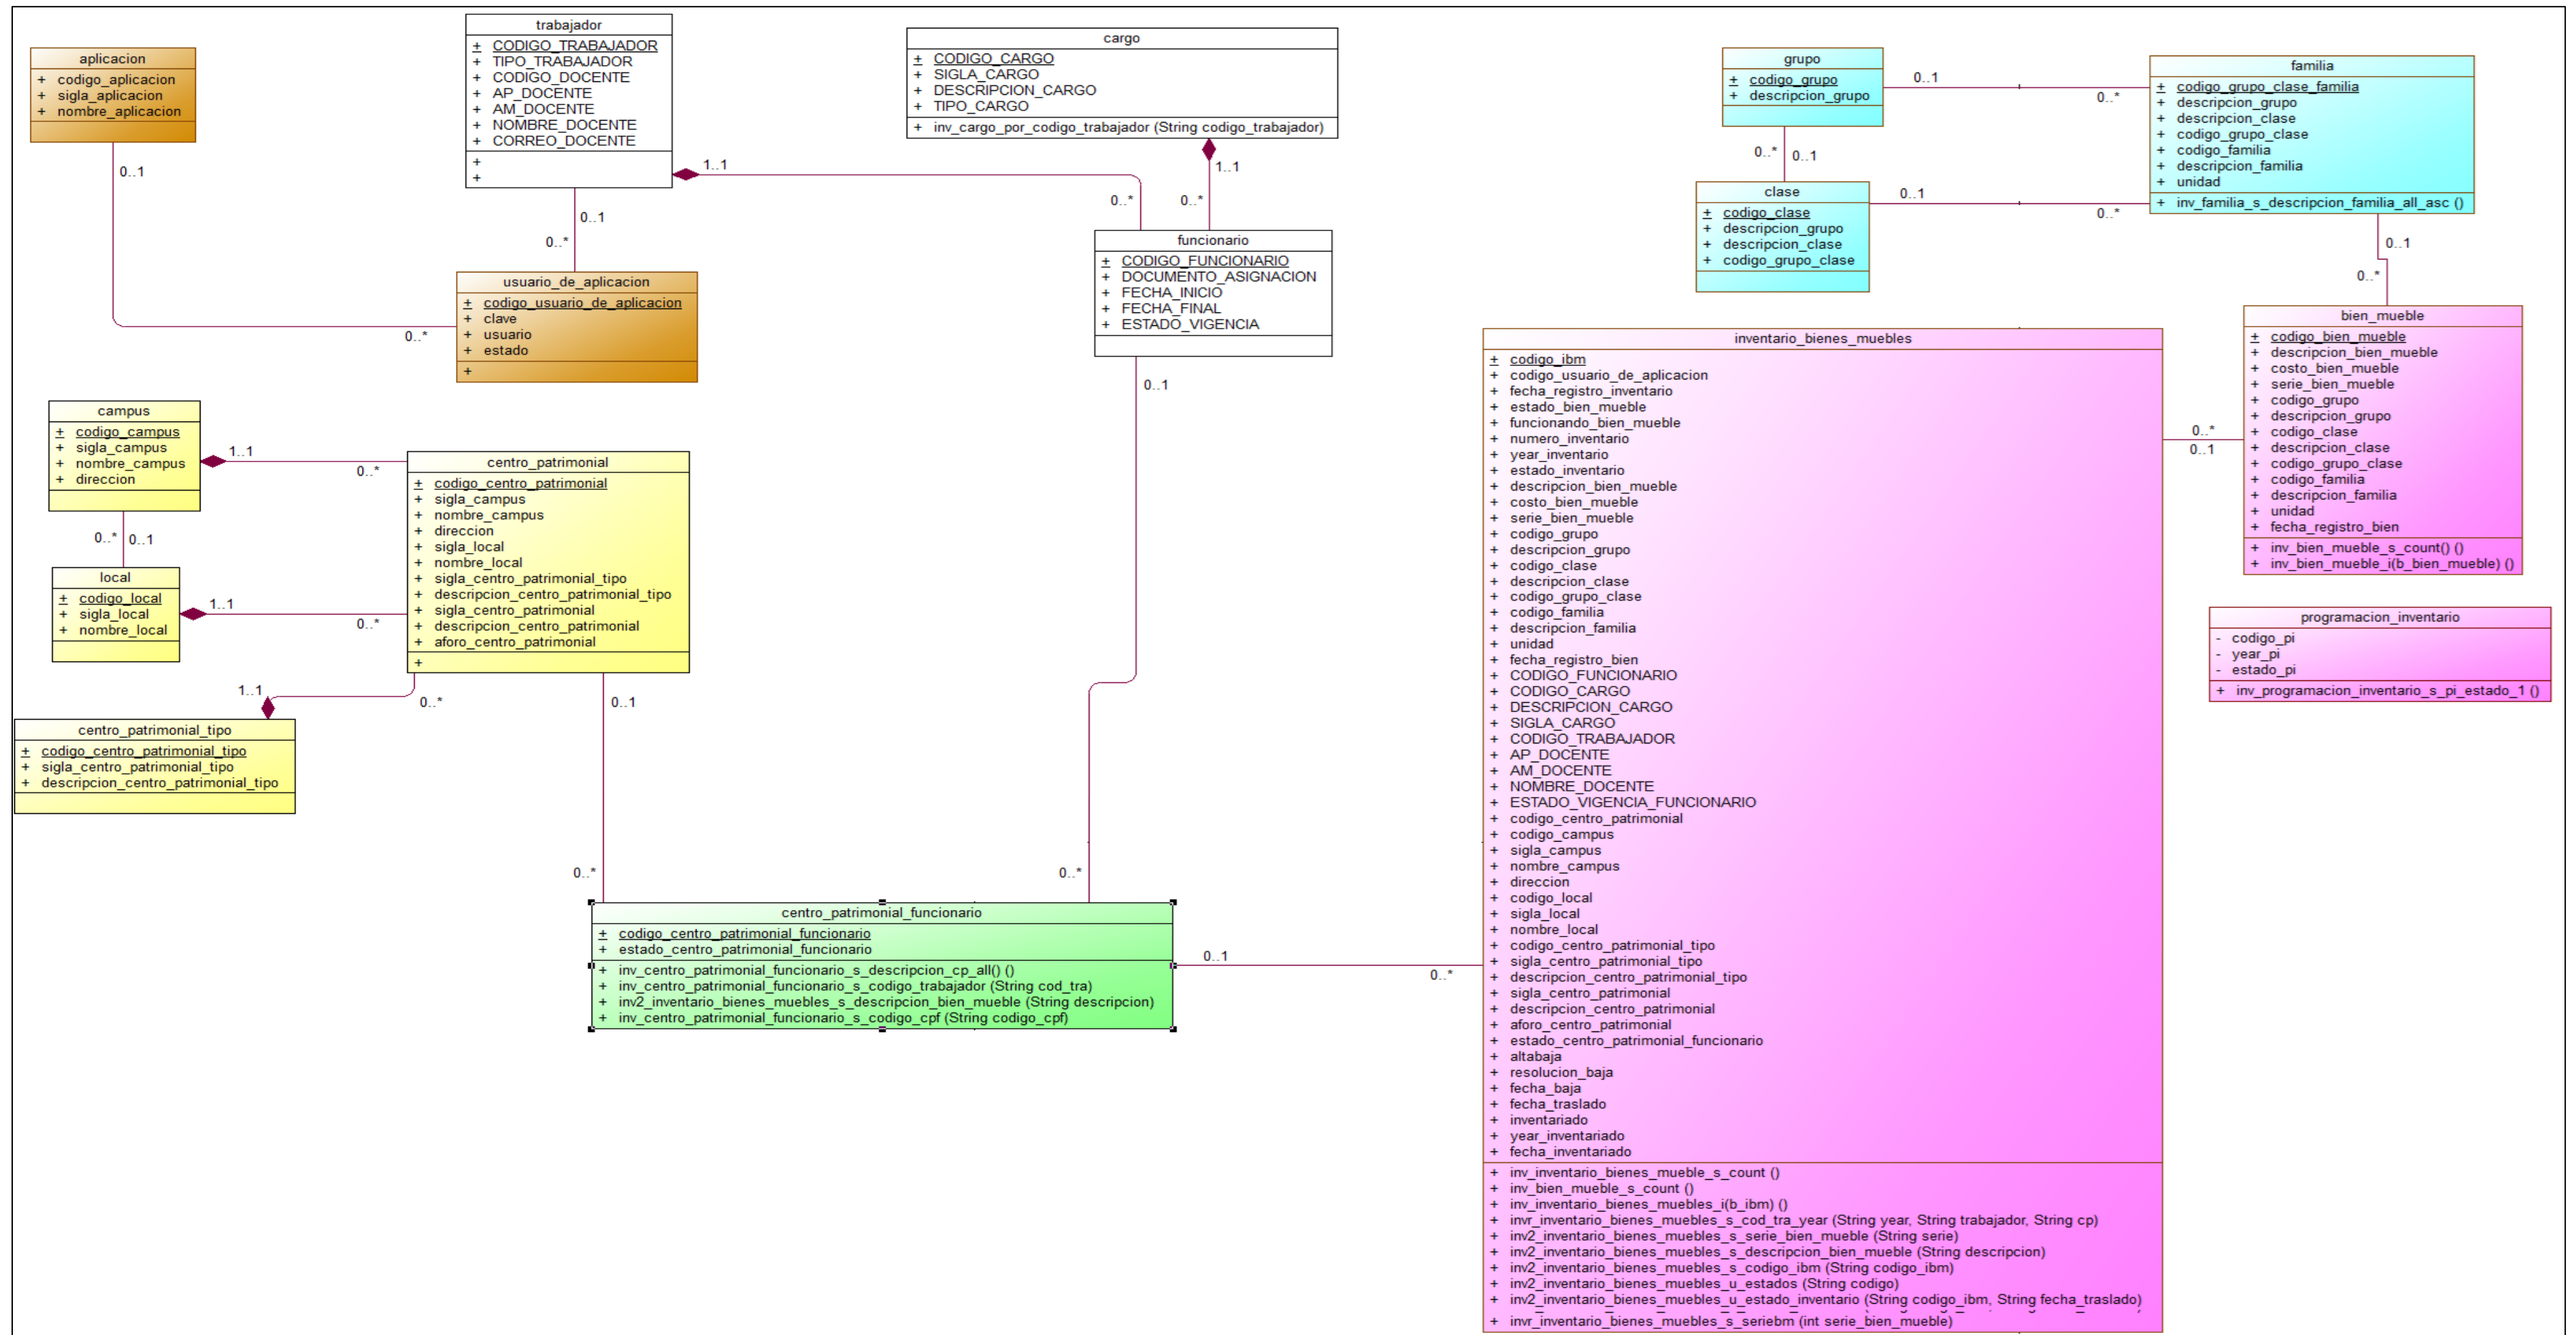 aplicacion
+ codigo_aplicacion
+ sigla_aplicacion
+ nombre_aplicacion
0..1
0..*
trabajador
+ CODIGO_TRABAJADOR
+ TIPO_TRABAJADOR
+ CODIGO_DOCENTE
+ AP_DOCENTE
+ AM_DOCENTE
+ NOMBRE_DOCENTE
+ CORREO_DOCENTE
+
+
1..1
0..*
0..1
0..*
cargo
+ CODIGO_CARGO
+ SIGLA_CARGO
+ DESCRIPCION_CARGO
+ TIPO_CARGO
+ inv_cargo_por_codigo_trabajador (String codigo_trabajador)
1..1
0..*
usuario_de_aplicacion
+ codigo_usuario_de_aplicacion
+ clave
+ usuario
+ estado
+
funcionario
+ CODIGO_FUNCIONARIO
+ DOCUMENTO_ASIGNACION
+ FECHA_INICIO
+ FECHA_FINAL
+ ESTADO_VIGENCIA
0..1
0..*
grupo
+ codigo_grupo
+ descripcion_grupo
0..1
0..*
0..* 0..1
clase
+ codigo_clase
+ descripcion_grupo
+ descripcion_clase
+ codigo_grupo_clase
0..1
0..*
familia
+ codigo_grupo_clase_familia
+ descripcion_grupo
+ descripcion_clase
+ codigo_grupo_clase
+ codigo_familia
+ descripcion_familia
+ unidad
+ inv_familia_s_descripcion_familia_all_asc ()
0..1
0..*
bien_mueble
+ codigo_bien_mueble
+ descripcion_bien_mueble
+ costo_bien_mueble
+ serie_bien_mueble
+ codigo_grupo
+ descripcion_grupo
+ codigo_clase
+ descripcion_clase
+ codigo_grupo_clase
+ codigo_familia
+ descripcion_familia
+ unidad
+ fecha_registro_bien
+ inv_bien_mueble_s_count() ()
+ inv_bien_mueble_i(b_bien_mueble) ()
0..*
0..1
programacion_inventario
- codigo_pi
- year_pi
- estado_pi
+ inv_programacion_inventario_s_pi_estado_1 ()
campus
+ codigo_campus
+ sigla_campus
+ nombre_campus
+ direccion
1..1
0..*
0..* 0..1
local
+ codigo_local
+ sigla_local
+ nombre_local
1..1
0..*
centro_patrimonial
+ codigo_centro_patrimonial
+ sigla_campus
+ nombre_campus
+ direccion
+ sigla_local
+ nombre_local
+ sigla_centro_patrimonial_tipo
+ descripcion_centro_patrimonial_tipo
+ sigla_centro_patrimonial
+ descripcion_centro_patrimonial
+ aforo_centro_patrimonial
+
1..1
0..*
0..1
0..*
centro_patrimonial_tipo
+ codigo_centro_patrimonial_tipo
+ sigla_centro_patrimonial_tipo
+ descripcion_centro_patrimonial_tipo
centro_patrimonial_funcionario
+ codigo_centro_patrimonial_funcionario
+ estado_centro_patrimonial_funcionario
+ inv_centro_patrimonial_funcionario_s_descripcion_cp_all() ()
+ inv_centro_patrimonial_funcionario_s_codigo_trabajador (String cod_tra)
+ inv2_inventario_bienes_muebles_s_descripcion_bien_mueble (String descripcion)
+ inv_centro_patrimonial_funcionario_s_codigo_cpf (String codigo_cpf)
0..1
0..*
inventario_bienes_muebles
+ codigo_ibm
+ codigo_usuario_de_aplicacion
+ fecha_registro_inventario
+ estado_bien_mueble
+ funcionando_bien_mueble
+ numero_inventario
+ year_inventario
+ estado_inventario
+ descripcion_bien_mueble
+ costo_bien_mueble
+ serie_bien_mueble
+ codigo_grupo
+ descripcion_grupo
+ codigo_clase
+ descripcion_clase
+ codigo_grupo_clase
+ codigo_familia
+ descripcion_familia
+ unidad
+ fecha_registro_bien
+ CODIGO_FUNCIONARIO
+ CODIGO_CARGO
+ DESCRIPCION_CARGO
+ SIGLA_CARGO
+ CODIGO_TRABAJADOR
+ AP_DOCENTE
+ AM_DOCENTE
+ NOMBRE_DOCENTE
+ ESTADO_VIGENCIA_FUNCIONARIO
+ codigo_centro_patrimonial
+ codigo_campus
+ sigla_campus
+ nombre_campus
+ direccion
+ codigo_local
+ sigla_local
+ nombre_local
+ codigo_centro_patrimonial_tipo
+ sigla_centro_patrimonial_tipo
+ descripcion_centro_patrimonial_tipo
+ sigla_centro_patrimonial
+ descripcion_centro_patrimonial
+ aforo_centro_patrimonial
+ estado_centro_patrimonial_funcionario
+ altabaja
+ resolucion_baja
+ fecha_baja
+ fecha_traslado
+ inventariado
+ year_inventariado
+ fecha_inventariado
+ inv_inventario_bienes_mueble_s_count ()
+ inv_bien_mueble_s_count ()
+ inv_inventario_bienes_muebles_i(b_ibm) ()
+ invr_inventario_bienes_muebles_s_cod_tra_year (String year, String trabajador, String cp)
+ inv2_inventario_bienes_muebles_s_serie_bien_mueble (String serie)
+ inv2_inventario_bienes_muebles_s_descripcion_bien_mueble (String descripcion)
+ inv2_inventario_bienes_muebles_s_codigo_ibm (String codigo_ibm)
+ inv2_inventario_bienes_muebles_u_estados (String codigo)
+ inv2_inventario_bienes_muebles_u_estado_inventario (String codigo_ibm, String fecha_traslado)
+ invr_inventario_bienes_muebles_s_seriebm (int serie_bien_mueble)